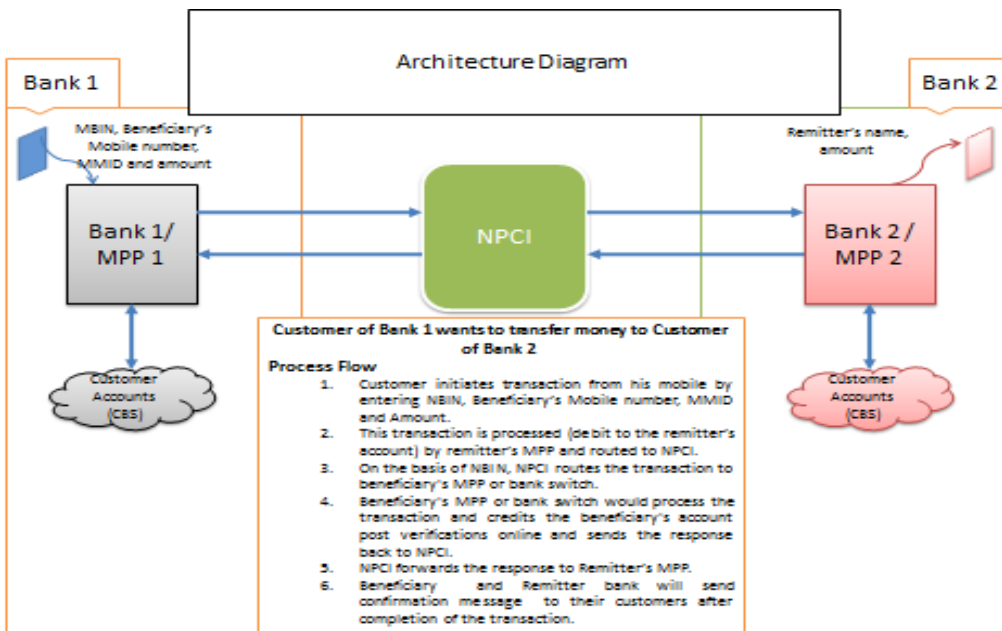 Architecture Diagram
Bank 1
Bank 2
MBIN, Beneficiary's
Mobile number,
MMID and amount
Remitter's name,
amount
Bank 1/
MPP 1
NPCI
Bank 2 /
MPP 2
Customer
Accounts
(CBS)
Customer
Accounts
(CBS)
Customer of Bank 1 wants to transfer money to Customer
of Bank 2
Process Flow
1. Customer initiates transaction from his mobile by
entering NBIN, Beneficiary's Mobile number, MMID
and Amount.
2. This transaction is processed (debit to the remitter's
account) by remitter's MPP and routed to NPCI.
3. On the basis of NBIN, NPCI routes the transaction to
beneficiary's MPP or bank switch.
4. Beneficiary's MPP or bank switch would process the
transaction and credits the beneficiary's account
post verifications online and sends the response
back to NPCI.
5. NPCI forwards the response to Remitter's MPP.
6. Beneficiary and Remitter bank will send
confirmation message to their customers after
completion of the transaction.